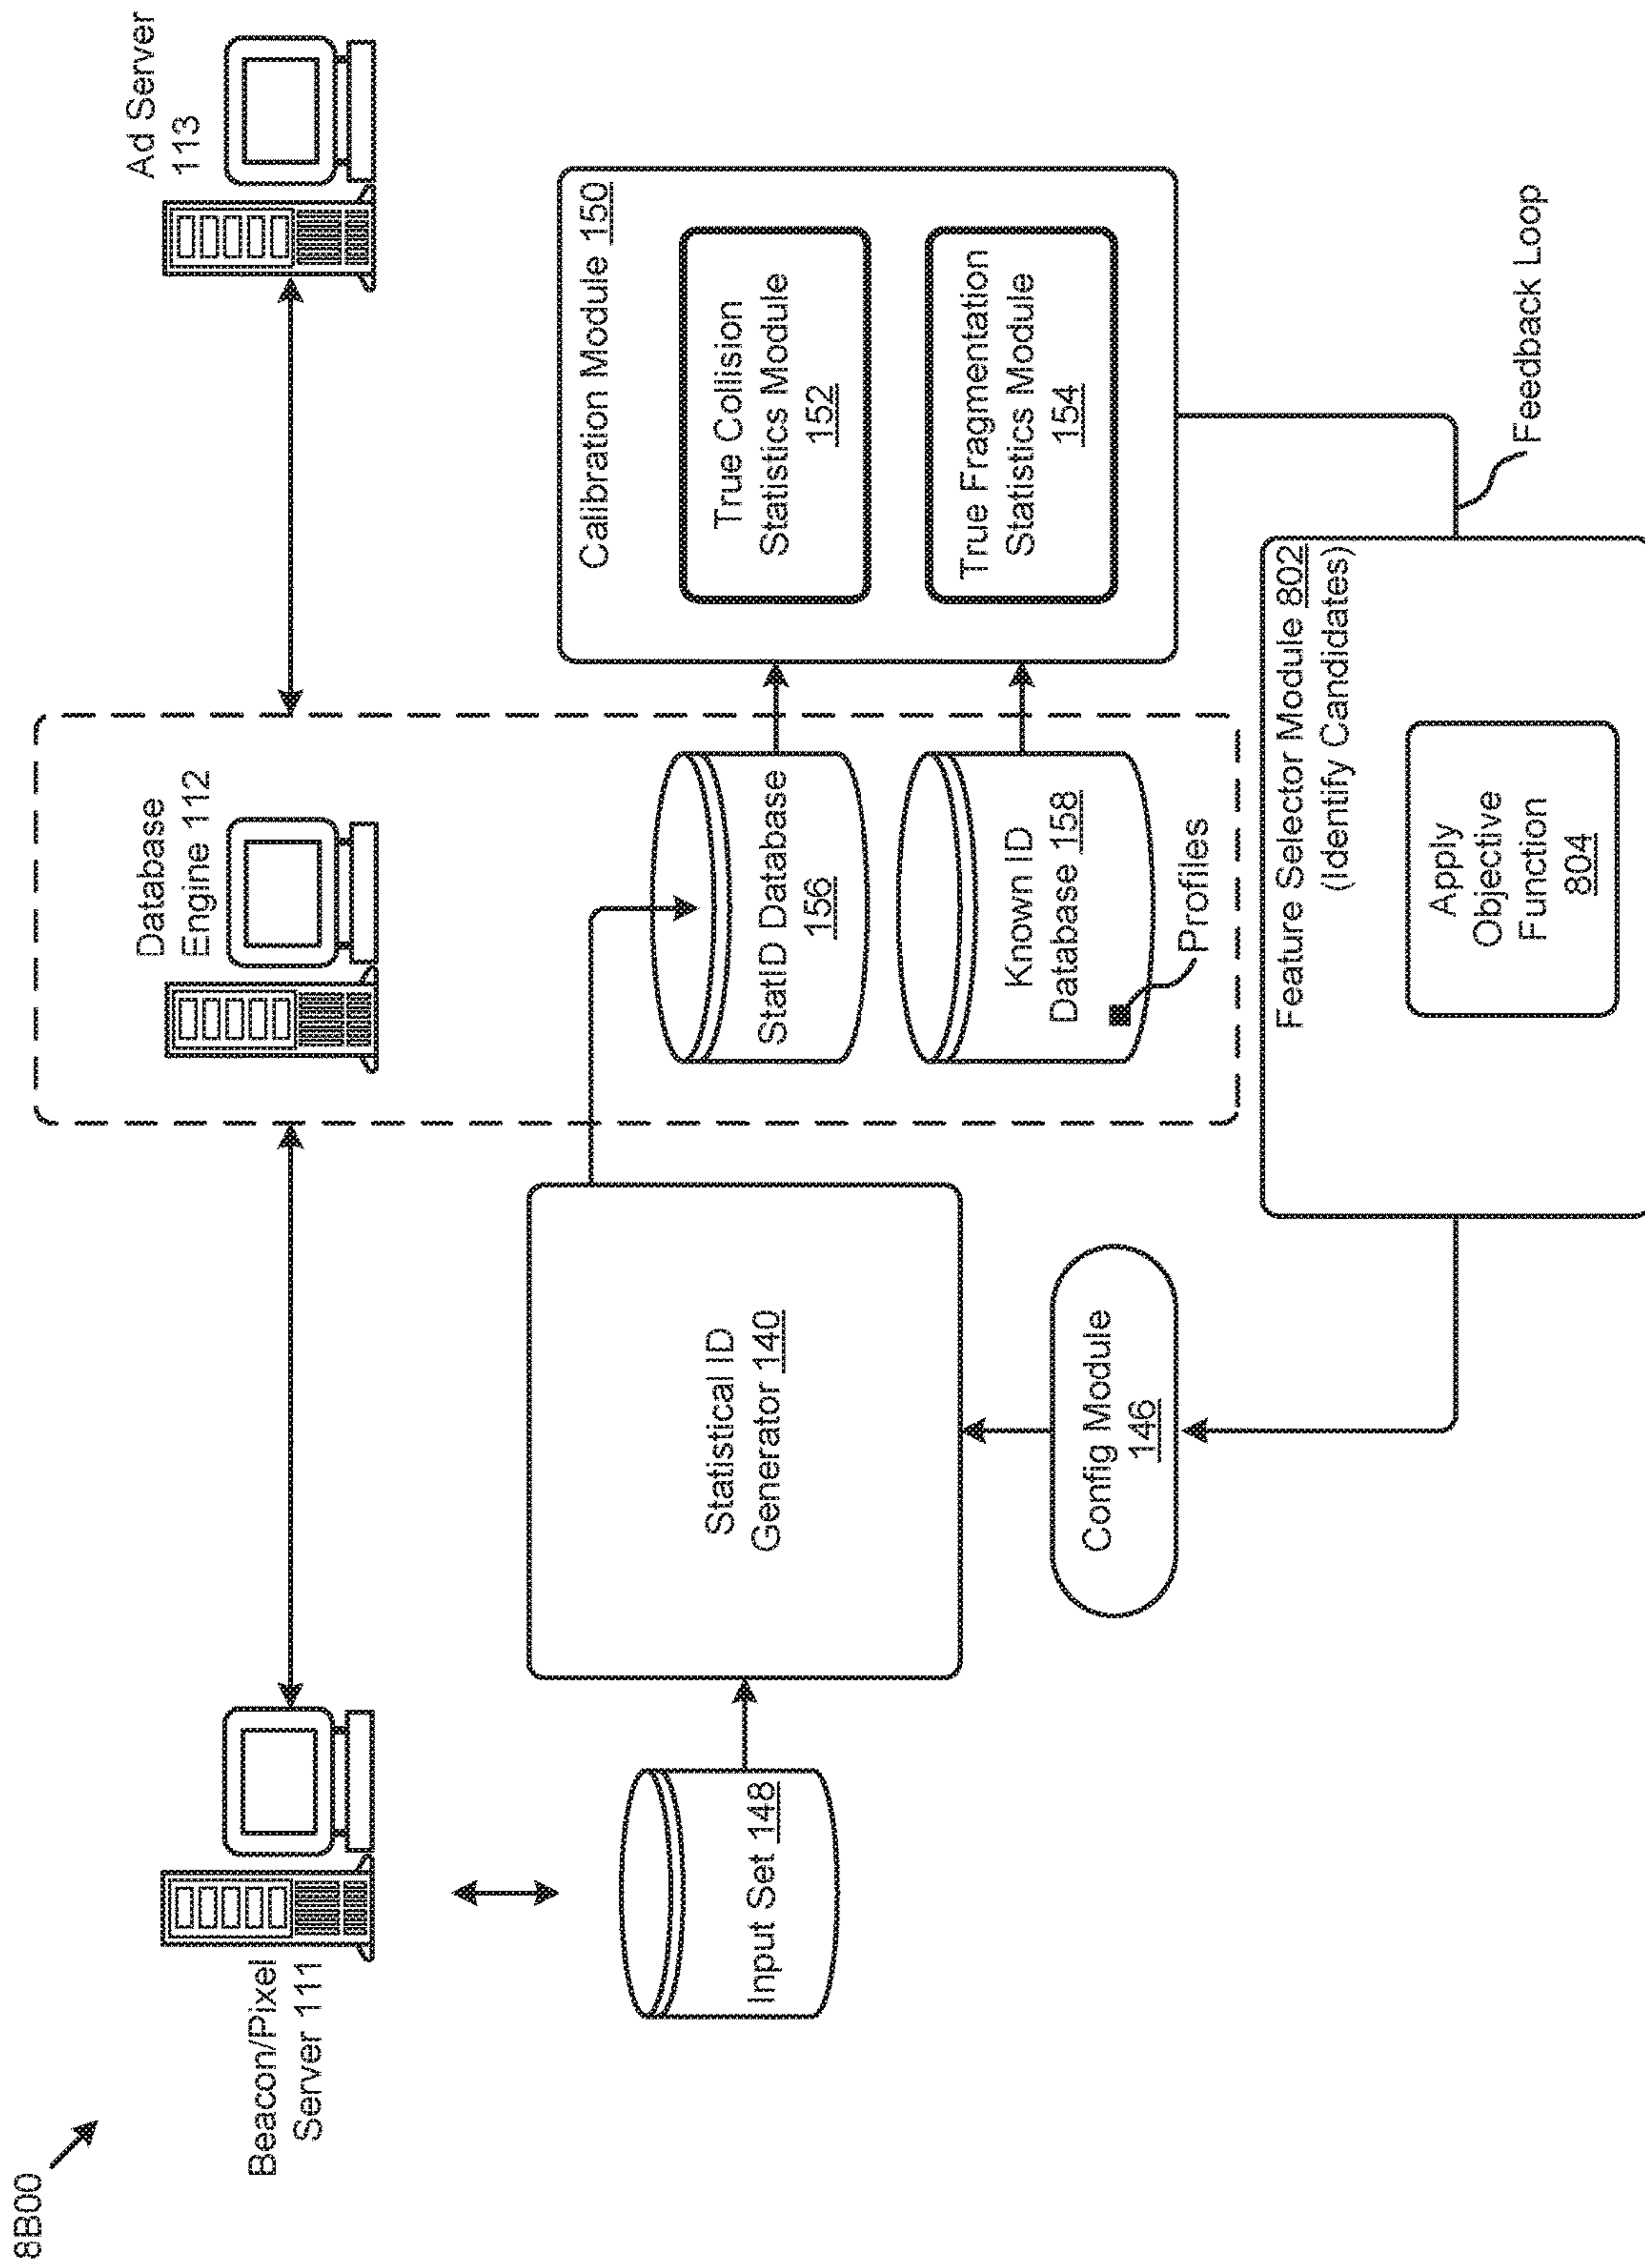 8B00
Beacon/Pixel
Server 111
Database
Engine 112
Ad Server
113
Input Set 148
Statistical ID
Generator 140
Config Module
146
StatID Database
156
Known ID
Database 158
Profiles
Calibration Module 150
True Collision
Statistics Module
152
True Fragmentation
Statistics Module
154
Feature Selector Module 802
(Identify Candidates)
Apply
Objective
Function
804
Feedback Loop